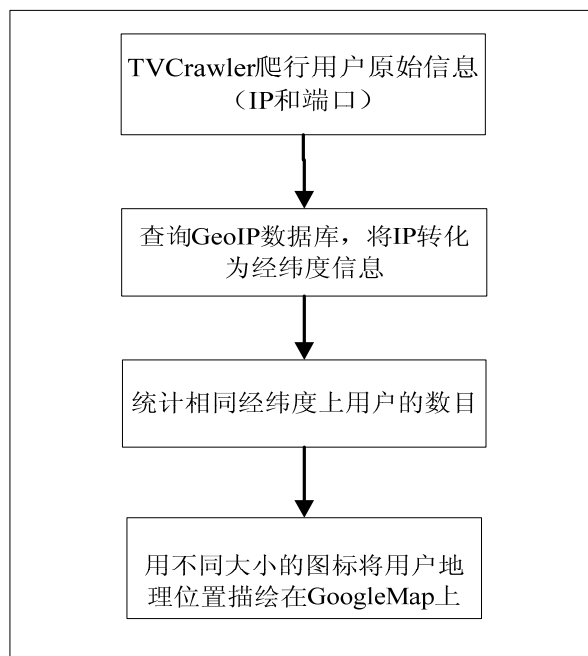 TVCrawler爬行用户原始信息
（IP和端口）
查询GeoIP数据库，将IP转化
为经纬度信息
统计相同经纬度上用户的数目
用不同大小的图标将用户地
理位置描绘在GoogleMap上